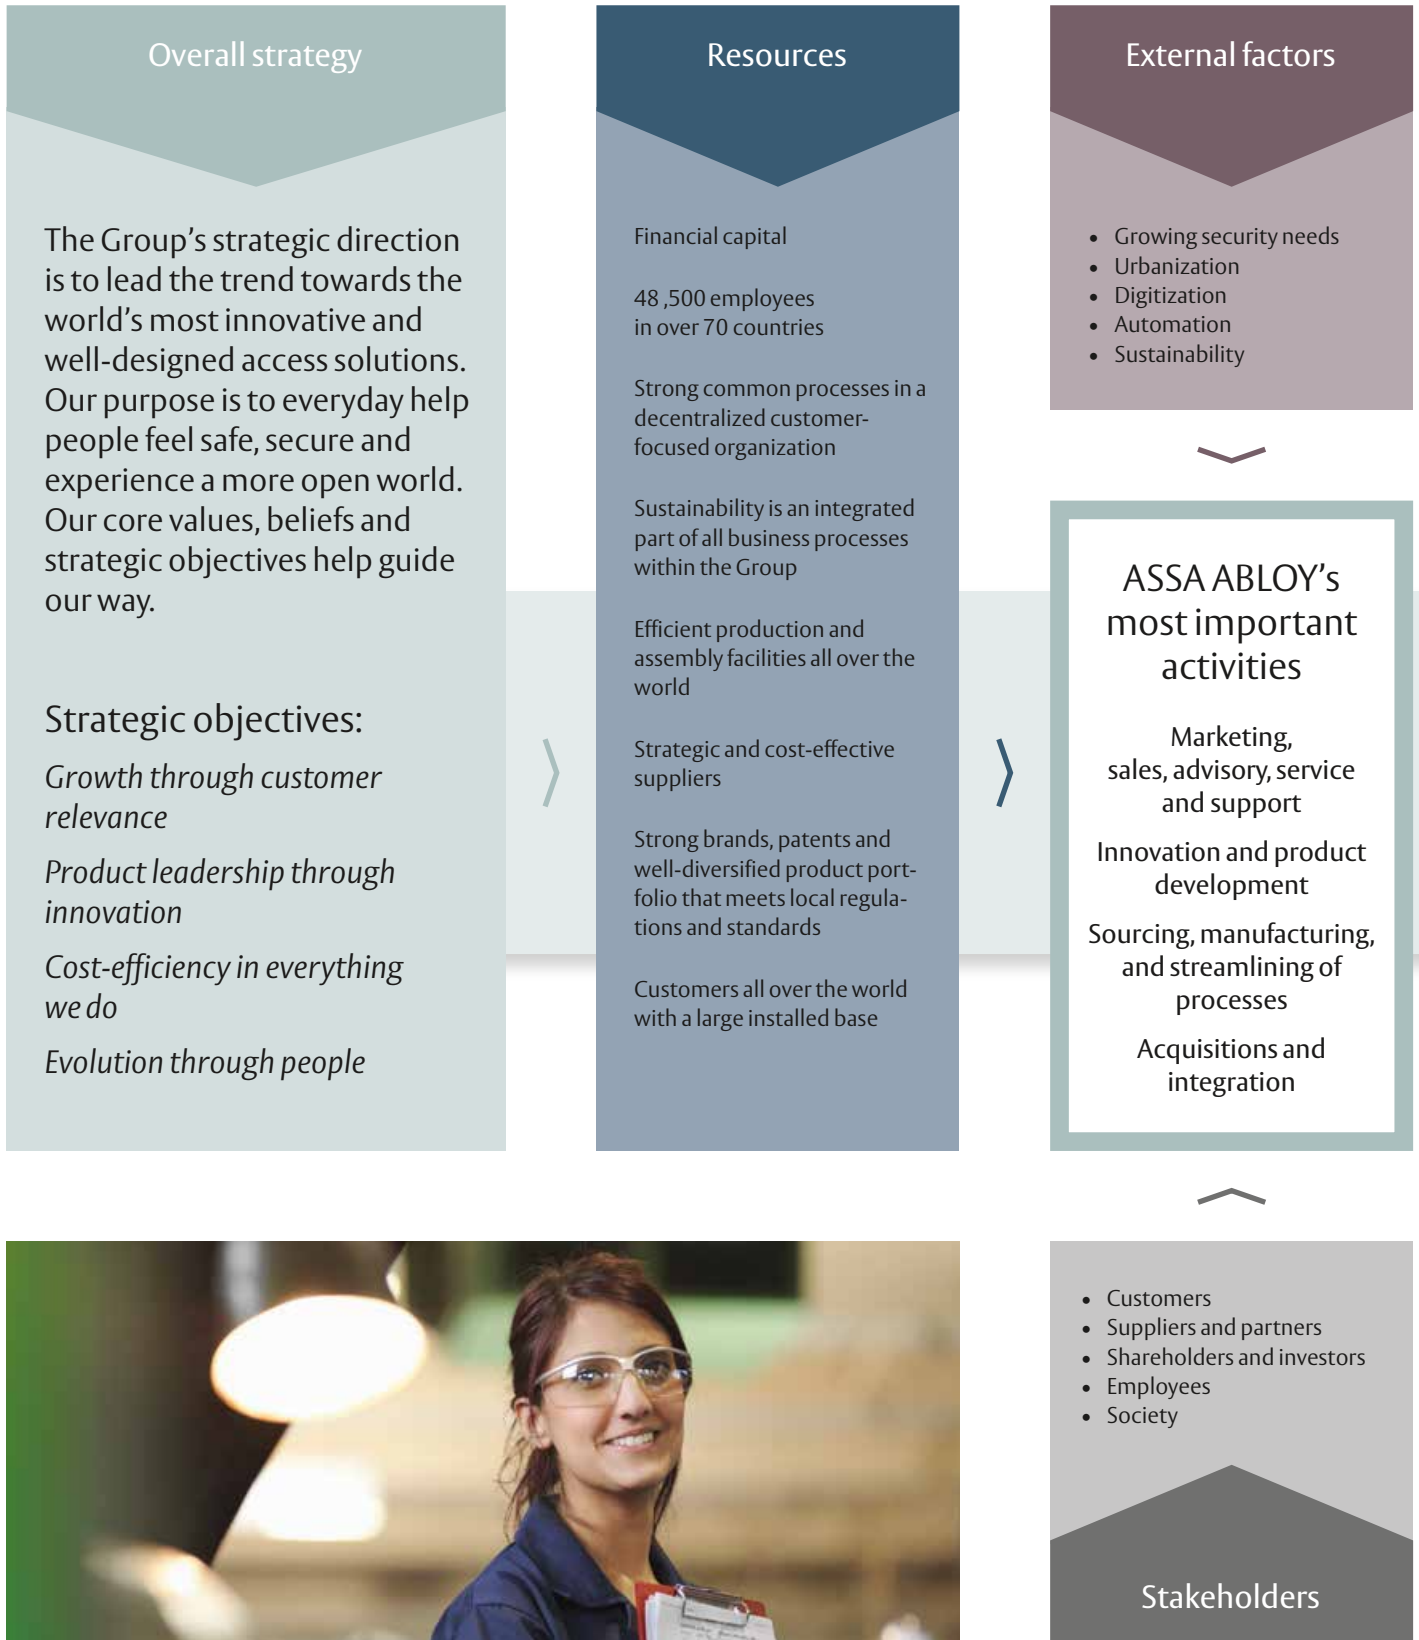 Overall strategy
The Group's strategic direction
is to lead the trend towards the
world's most innovative and
well-designed access solutions.
Our purpose is to everyday help
people feel safe, secure and
experience a more open world.
Our core values, beliefs and
strategic objectives help guide
our way.
Strategic objectives:
Growth through customer
relevance
Product leadership through
innovation
Cost-efficiency in everything
we do
Evolution through people
Resources
Financial capital
48 ,500 employees
in over 70 countries
Strong common processes in a
decentralized customer-
focused organization
Sustainability is an integrated
part of all business processes
within the Group
Efficient production and
assembly facilities all over the
world
Strategic and cost-effective
suppliers
Strong brands, patents and
well-diversified product port-
folio that meets local regula-
tions and standards
Customers all over the world
with a large installed base
External factors
• Growing security needs
• Urbanization
• Digitization
• Automation
• Sustainability
ASSA ABLOY's
most important
activities
Marketing,
sales, advisory, service
and support
Innovation and product
development
Sourcing, manufacturing,
and streamlining of
processes
Acquisitions and
integration
• Customers
• Suppliers and partners
• Shareholders and investors
• Employees
• Society
Stakeholders